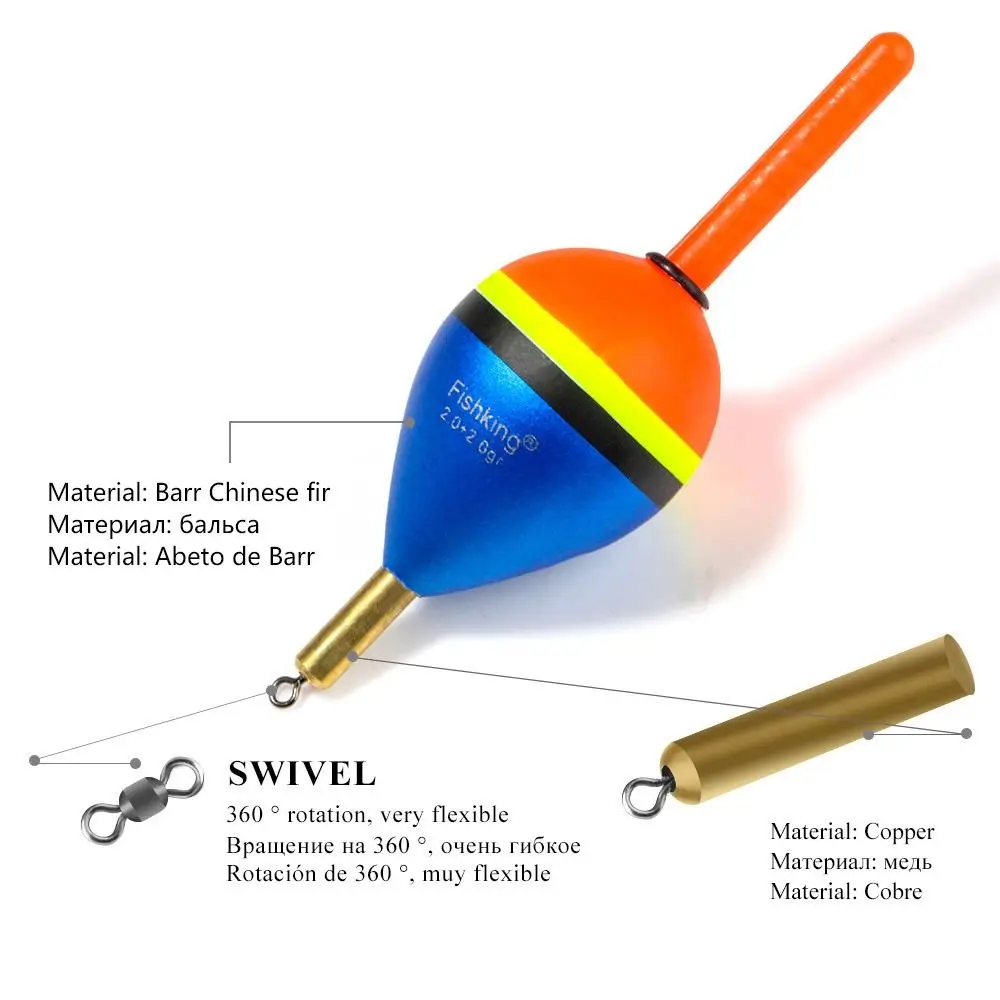 Fishking®
2.0+2.0gr
Material: Barr Chinese fir
Материал: бальса
Material: Abeto de Barr
SWIVEL
360 ° rotation, very flexible
Вращение на 360 °, очень гибкое
Rotación de 360 °, muy flexible
Material: Copper
Материал: медь
Material: Cobre